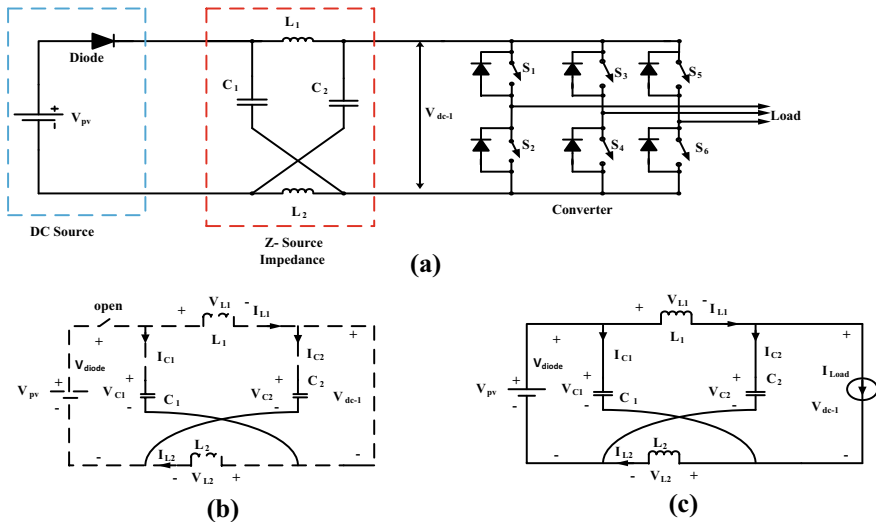 L1
Diode
C1
C2
S1
S3
S5
+
-
Vpv
Vdc-1
Load
S2
S4
S6
L2
DC Source
Z- Source
Impedance
Converter
(a)
open
+
VL1
-
IL1
+
+
L1
IC1
IC2
Vdiode
Vpv
+
-
VC1
+
-
C1
VC2
+
-
C2
Vdc-1
-
IL2
L2
-
VL2
+
-
(b)
+
VL1
-
IL1
+
L1
+
IC1
IC2
Vdiode
Vpv
+
-
VC1
+
-
C1
VC2
+
-
C2
ILoad
Vdc-1
-
IL2
L2
-
VL2
+
-
(c)